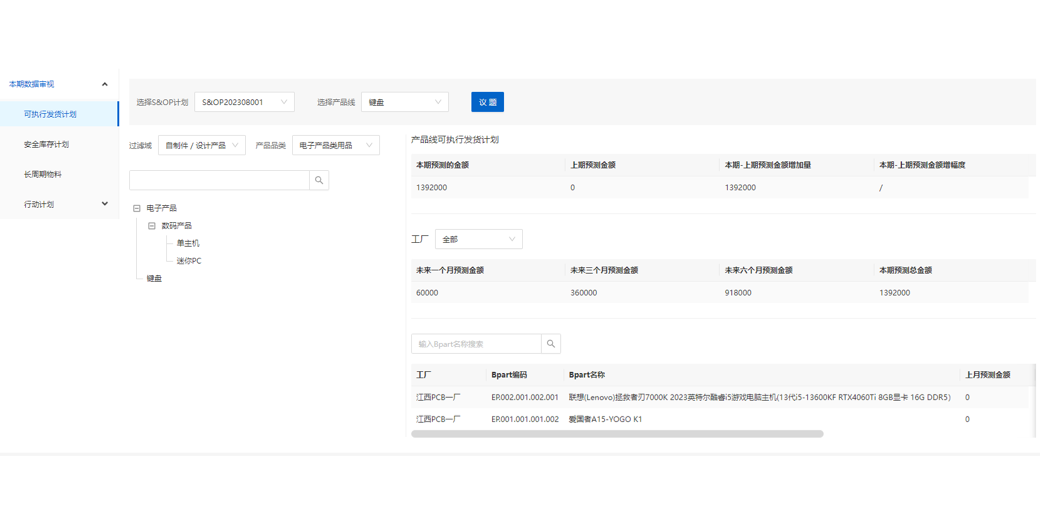 本期数据审视
可执行发货计划
安全库存计划
长周期物料
行动计划
选择S&OP计划 S&OP202308001 选择产品线 键盘 议 题
过滤域 自制件 / 设计产品 产品品类 电子产品类用品
电子产品
数码产品
单主机
迷你PC
键盘
产品线可执行发货计划
本期预测的金额 上期预测金额 本期-上期预测金额增加量 本期-上期预测金额增幅度
1392000 0 1392000 /
工厂 全部
未来一个月预测金额 未来三个月预测金额 未来六个月预测金额 本期预测总金额
60000 360000 918000 1392000
输入Bpart名称搜索
工厂 Bpart编码 Bpart名称 上月预测金额
江西PCB一厂 EP.002.001.002.001 联想(Lenovo)拯救者刃7000K 2023英特尔酷睿i5游戏电脑主机(13代i5-13600KF RTX4060Ti 8GB显卡 16G DDR5) 0
江西PCB一厂 EP.001.001.001.002 爱国者A15-YOGO K1 0